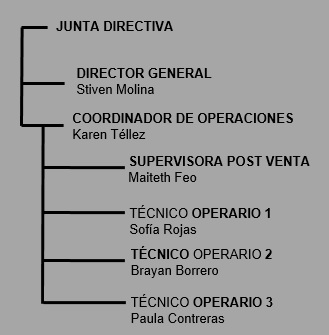 JUNTA DIRECTIVA
DIRECTOR GENERAL
Stiven Molina
COORDINADOR DE OPERACIONES
Karen Téllez
SUPERVISORA POST VENTA
Maiteth Feo
TÉCNICO OPERARIO 1
Sofía Rojas
TÉCNICO OPERARIO 2
Brayan Borrero
TÉCNICO OPERARIO 3
Paula Contreras